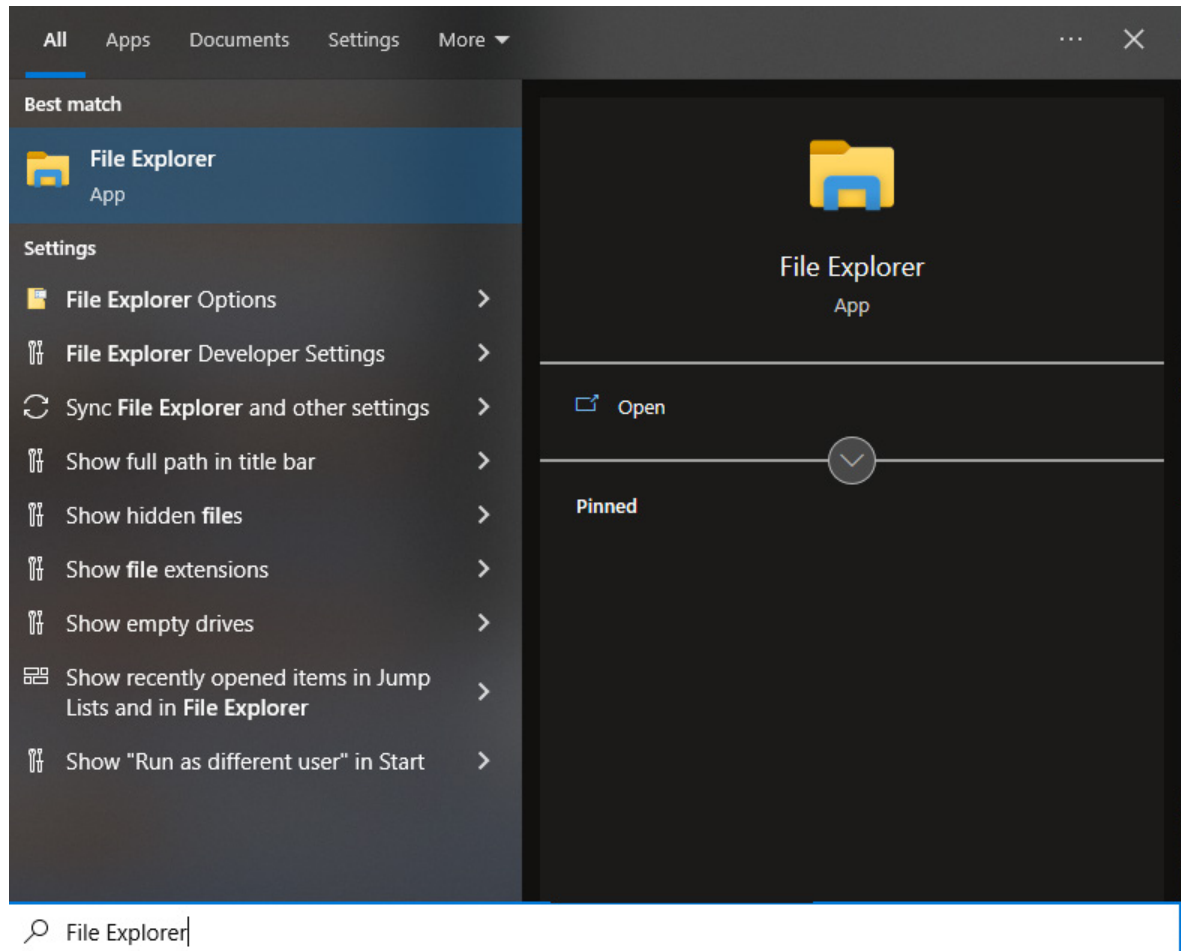 All Apps Documents Settings More
Best match
File Explorer
App
Settings
File Explorer Options
File Explorer Developer Settings
Sync File Explorer and other settings
Show full path in title bar
Show hidden files
Show file extensions
Show empty drives
Show recently opened items in Jump
Lists and in File Explorer
Show "Run as different user" in Start
File Explorer
App
Open
Pinned
File Explorer